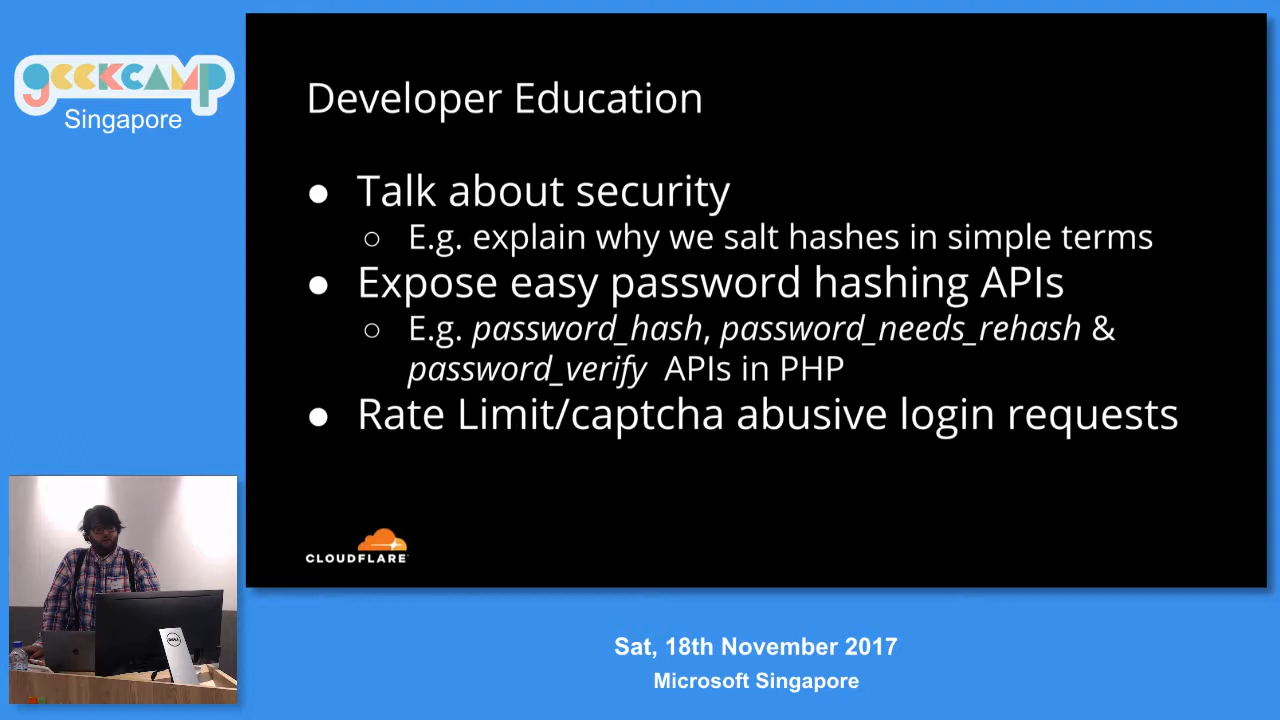 geekcamp
Singapore
Developer Education
● Talk about security
○ E.g. explain why we salt hashes in simple terms
● Expose easy password hashing APIs
○ E.g. password_hash, password_needs_rehash &
password_verify APIs in PHP
● Rate Limit/captcha abusive login requests
CLOUDFLARE
DELL
Sat, 18th November 2017
Microsoft Singapore